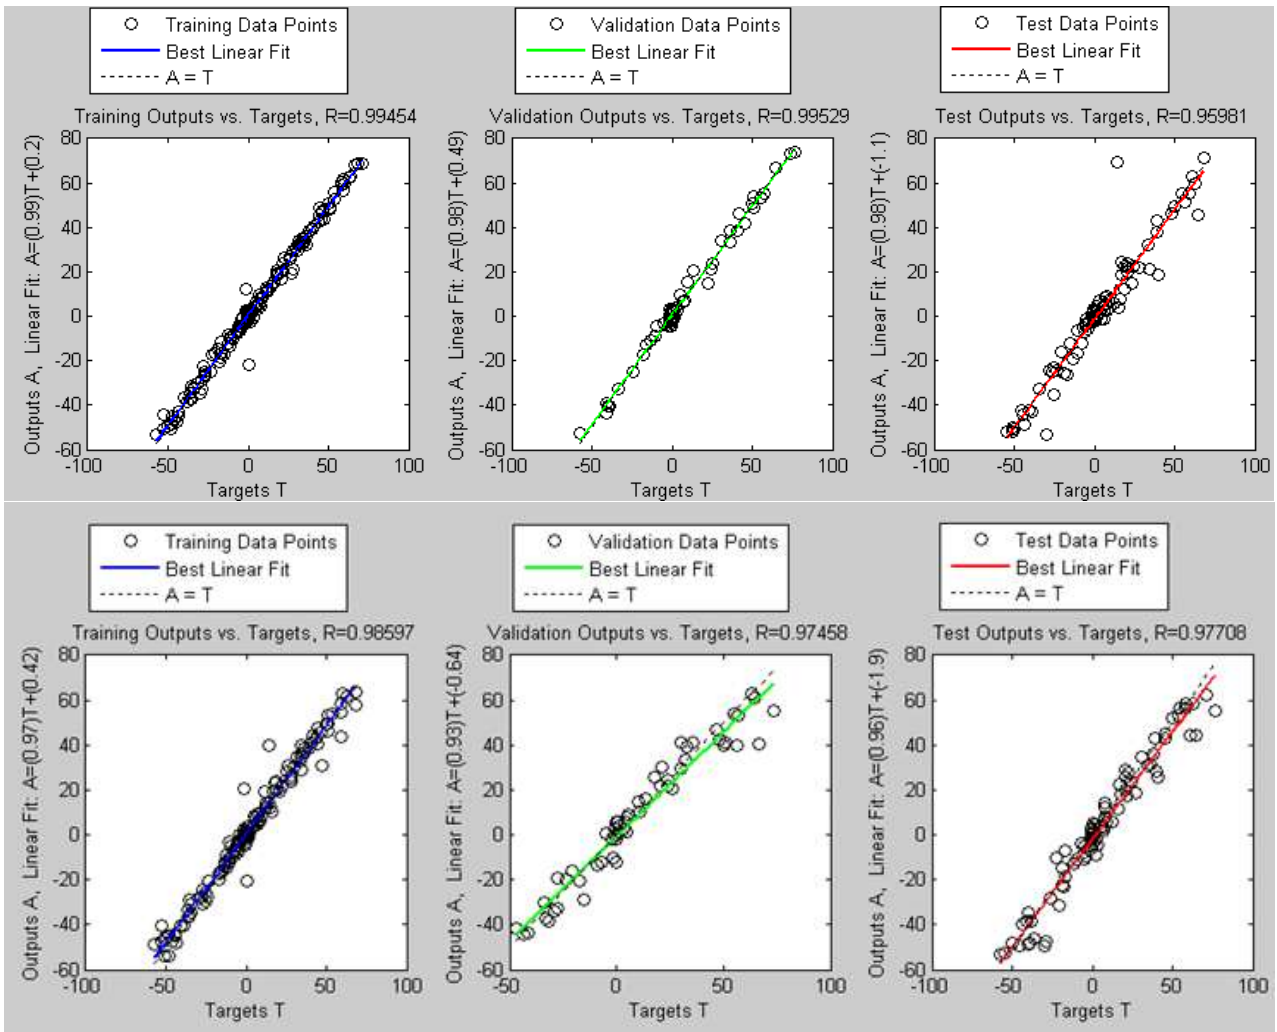 Training Data Points
Best Linear Fit
A = T
Training Outputs vs. Targets, R=0.99454
Outputs A, Linear Fit: A=(0.99)T+(0.2)
80
60
40
20
0
-20
-40
-60
-100 -50 0 50 100
Targets T
Validation Data Points
Best Linear Fit
A = T
Validation Outputs vs. Targets, R=0.99529
Outputs A, Linear Fit: A=(0.98)T+(0.49)
80
60
40
20
0
-20
-40
-60
-100 -50 0 50 100
Targets T
Test Data Points
Best Linear Fit
A = T
Test Outputs vs. Targets, R=0.95981
Outputs A, Linear Fit: A=(0.98)T+(-1.1)
80
60
40
20
0
-20
-40
-60
-100 -50 0 50 100
Targets T
Training Data Points
Best Linear Fit
A = T
Training Outputs vs. Targets, R=0.98597
Outputs A, Linear Fit: A=(0.97)T+(0.42)
80
60
40
20
0
-20
-40
-60
-100 -50 0 50 100
Targets T
Validation Data Points
Best Linear Fit
A = T
Validation Outputs vs. Targets, R=0.97458
Outputs A, Linear Fit: A=(0.93)T+(-0.64)
80
60
40
20
0
-20
-40
-60
-50 0 50 100
Targets T
Test Data Points
Best Linear Fit
A = T
Test Outputs vs. Targets, R=0.97708
Outputs A, Linear Fit: A=(0.96)T+(-1.9)
80
60
40
20
0
-20
-40
-60
-100 -50 0 50 100
Targets T